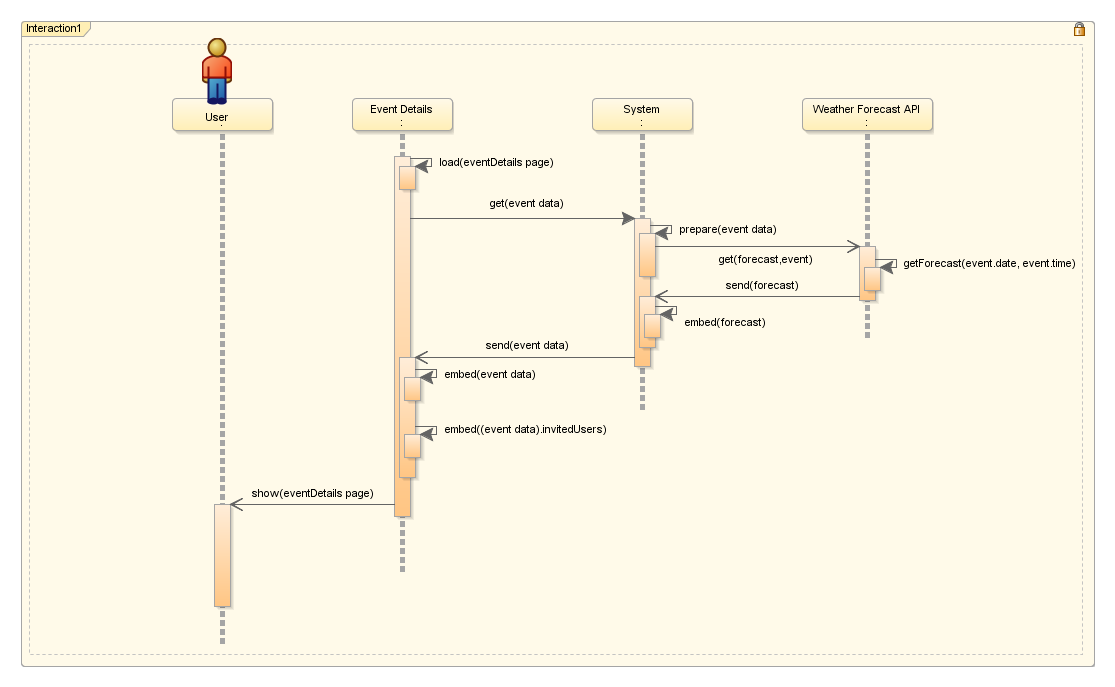 Interaction1
User
:
Event Details
:
System
:
Weather Forecast API
:
load(eventDetails page)
get(event data)
prepare(event data)
get(forecast,event)
getForecast(event.date, event.time)
send(forecast)
embed(forecast)
send(event data)
embed(event data)
embed((event data).invitedUsers)
show(eventDetails page)